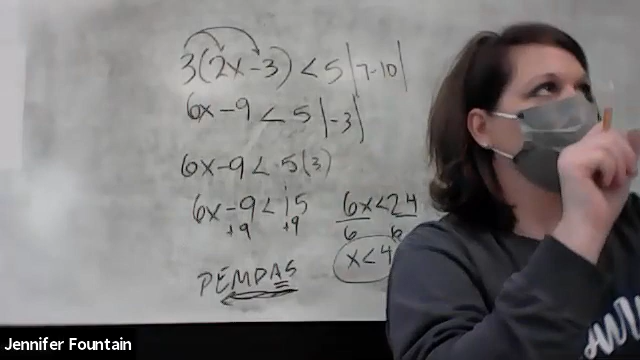 3(2x-3) < 5|7-10|
6x-9 < 5|-3|
6x-9 < 5(3)
6x-9 < 15
+9 +9
6x < 24
6 6
x < 4
PEMDAS
Jennifer Fountain